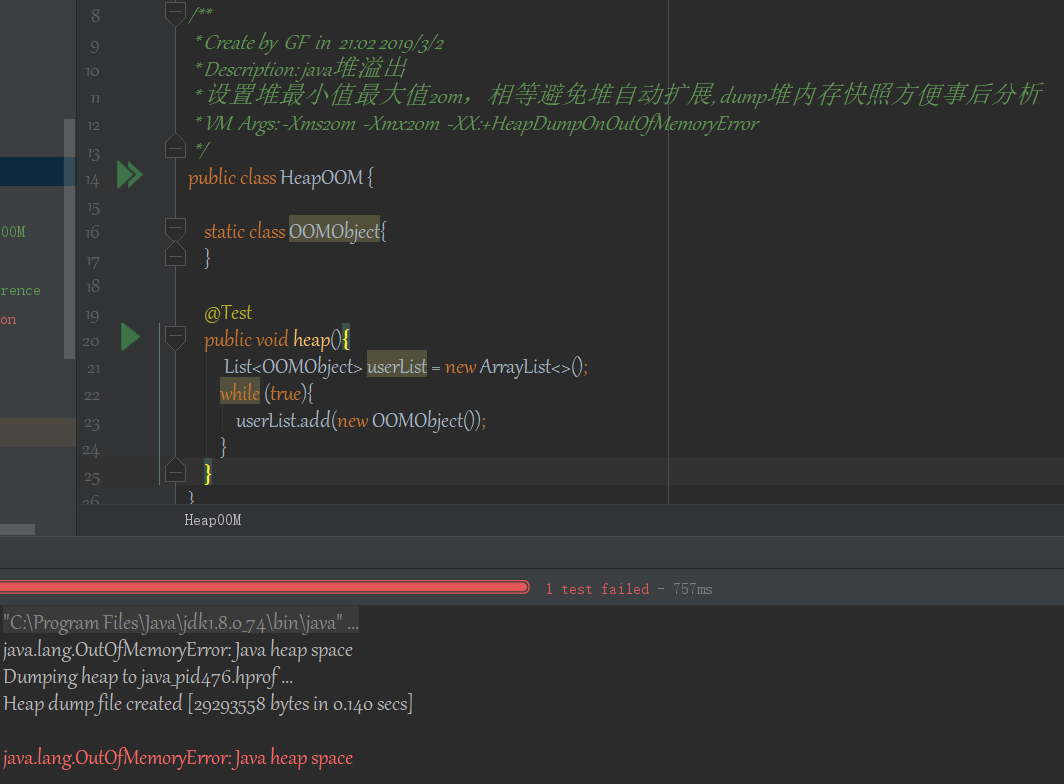 8 /**
9 * Create by GF in 21:02 2019/3/2
10 * Description: java堆溢出
11 * 设置堆最小值最大值20m，相等避免堆自动扩展, dump堆内存快照方便事后分析
12 * VM Args: -Xms20m -Xmx20m -XX:+HeapDumpOnOutOfMemoryError
13 */
14 public class HeapOOM {
15
OOM 16 static class OOMObject{
17 }
18
rence
19 @Test
on
20 public void heap(){
21 List<OOMObject> userList = new ArrayList<>();
22 while (true){
23 userList.add(new OOMObject());
24 }
25 }
26 }
HeapOOM
1 test failed - 757ms
"C:\Program Files\Java\jdk1.8.0_74\bin\java" ...
java.lang.OutOfMemoryError: Java heap space
Dumping heap to java_pid476.hprof ...
Heap dump file created [29293558 bytes in 0.140 secs]
java.lang.OutOfMemoryError: Java heap space